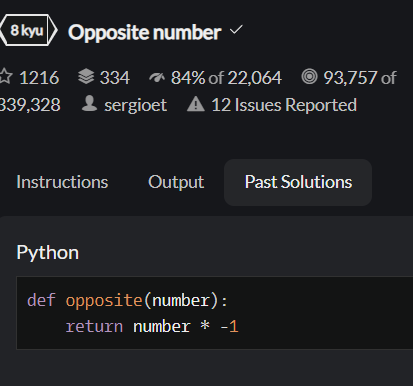 8 kyu Opposite number
1216 334 84% of 22,064 93,757 of
339,328 sergioet 12 Issues Reported
Instructions Output Past Solutions
Python
def opposite(number):
    return number * -1